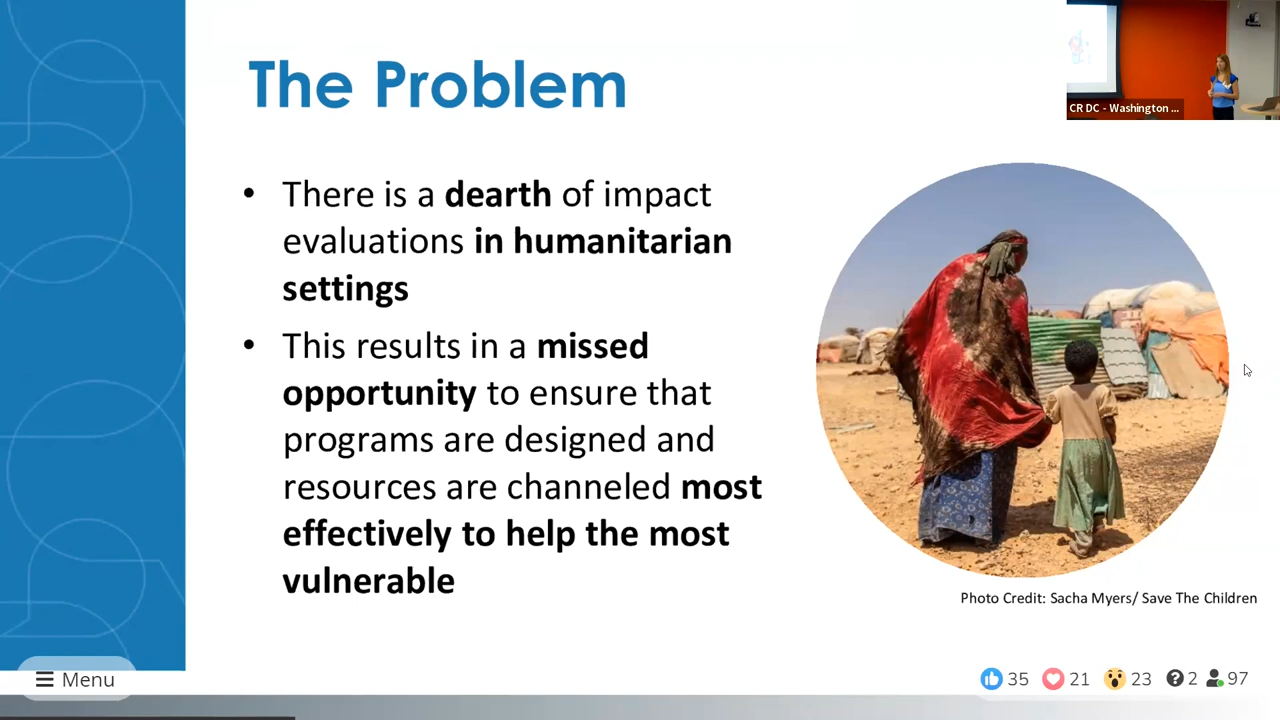 The Problem
CR DC - Washington ...
• There is a dearth of impact
evaluations in humanitarian
settings
• This results in a missed
opportunity to ensure that
programs are designed and
resources are channeled most
effectively to help the most
vulnerable
Photo Credit: Sacha Myers/ Save The Children
Menu
35 21 23 2 97